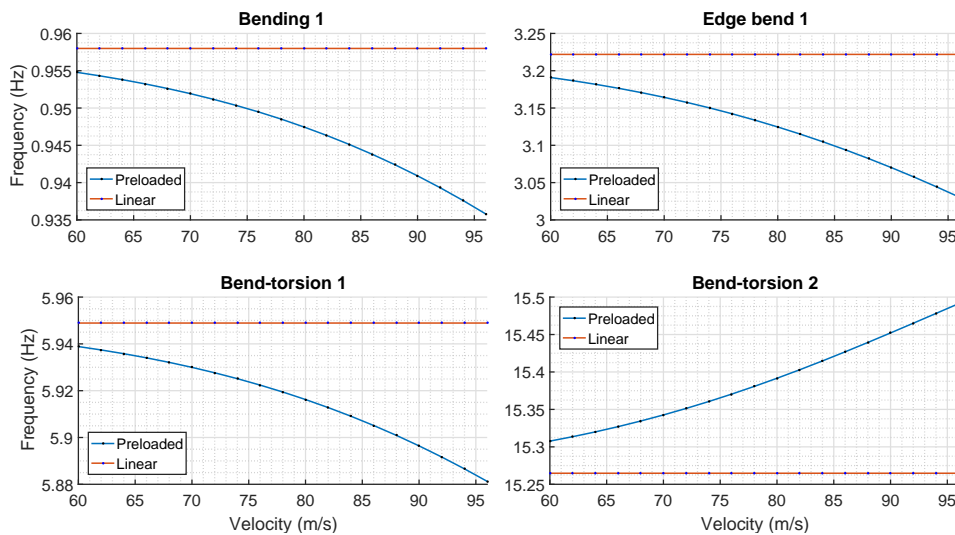 Bending 1
Frequency (Hz)
0.96
0.955
0.95
0.945
0.94
0.935
Preloaded
Linear
60 65 70 75 80 85 90 95
Edge bend 1
3.25
3.2
3.15
3.1
3.05
3
Preloaded
Linear
60 65 70 75 80 85 90 95
Bend-torsion 1
Frequency (Hz)
5.96
5.94
5.92
5.9
5.88
Preloaded
Linear
60 65 70 75 80 85 90 95
Velocity (m/s)
Bend-torsion 2
15.5
15.45
15.4
15.35
15.3
15.25
Preloaded
Linear
60 65 70 75 80 85 90 95
Velocity (m/s)